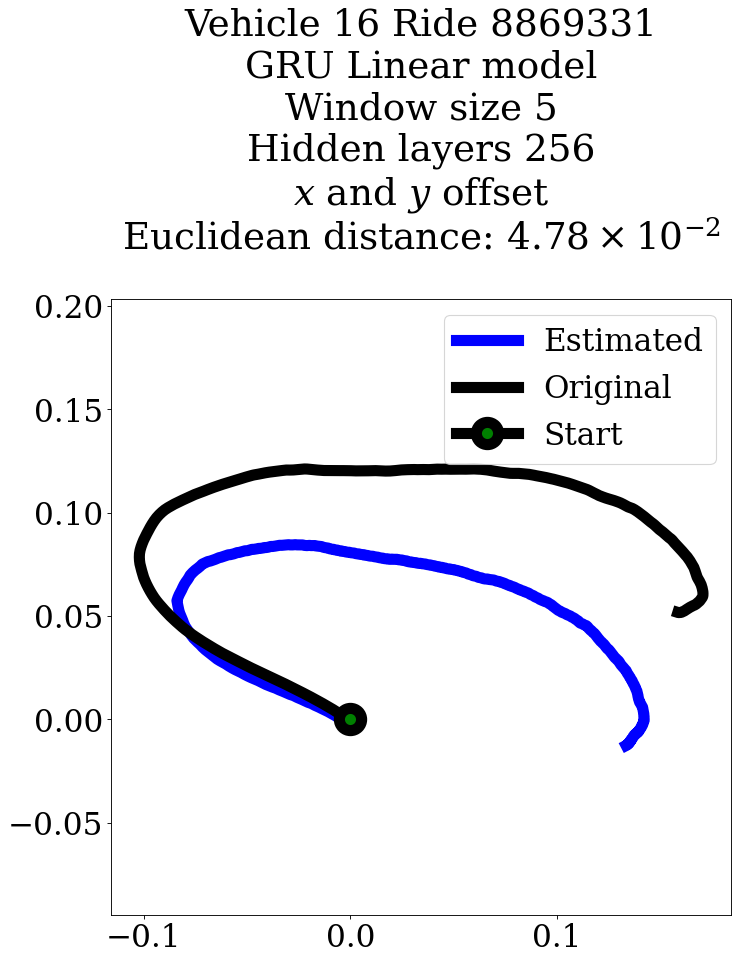 Vehicle 16 Ride 8869331
GRU Linear model
Window size 5
Hidden layers 256
x and y offset
Euclidean distance: 4.78 × 10⁻²
0.20
0.15
0.10
0.05
0.00
−0.05
−0.1
0.0
0.1
Estimated
Original
Start